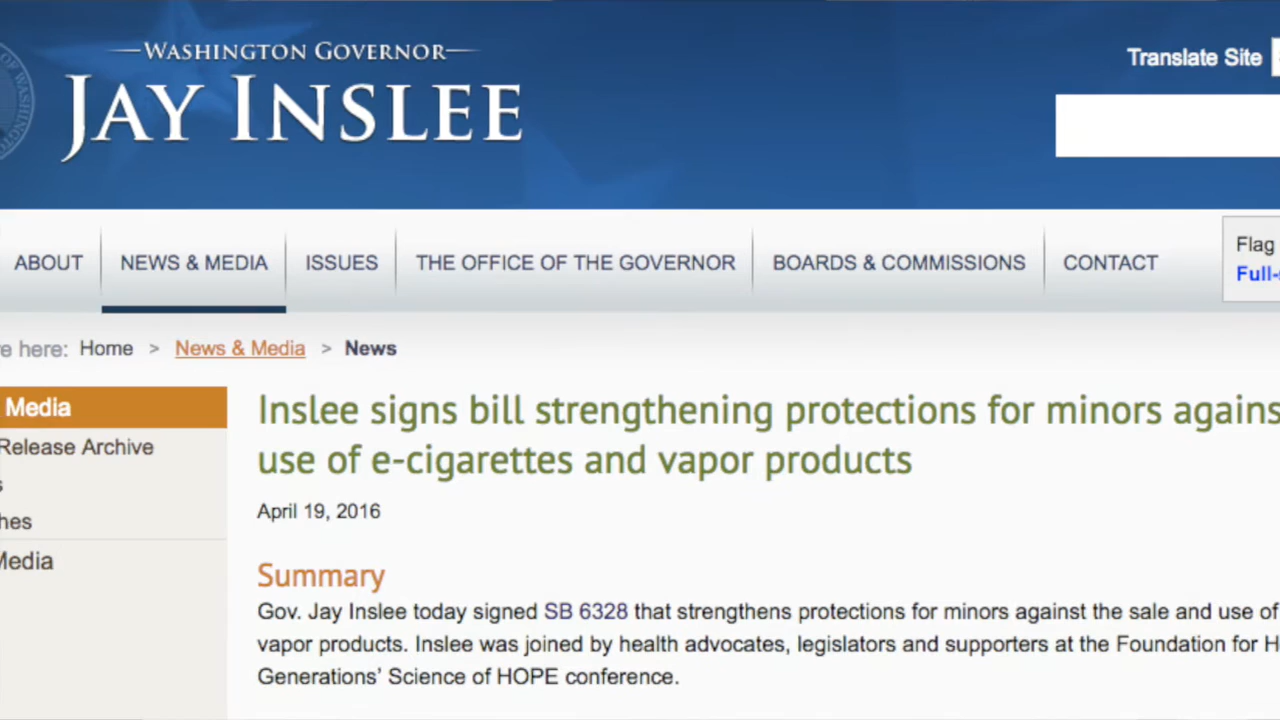 WASHINGTON GOVERNOR
JAY INSLEE
Translate Site
ABOUT
NEWS & MEDIA
ISSUES
THE OFFICE OF THE GOVERNOR
BOARDS & COMMISSIONS
CONTACT
Flag
Full-
e here: Home > News & Media > News
Media
Release Archive
s
hes
Media
Inslee signs bill strengthening protections for minors agains
use of e-cigarettes and vapor products
April 19, 2016
Summary
Gov. Jay Inslee today signed SB 6328 that strengthens protections for minors against the sale and use of
vapor products. Inslee was joined by health advocates, legislators and supporters at the Foundation for H
Generations' Science of HOPE conference.